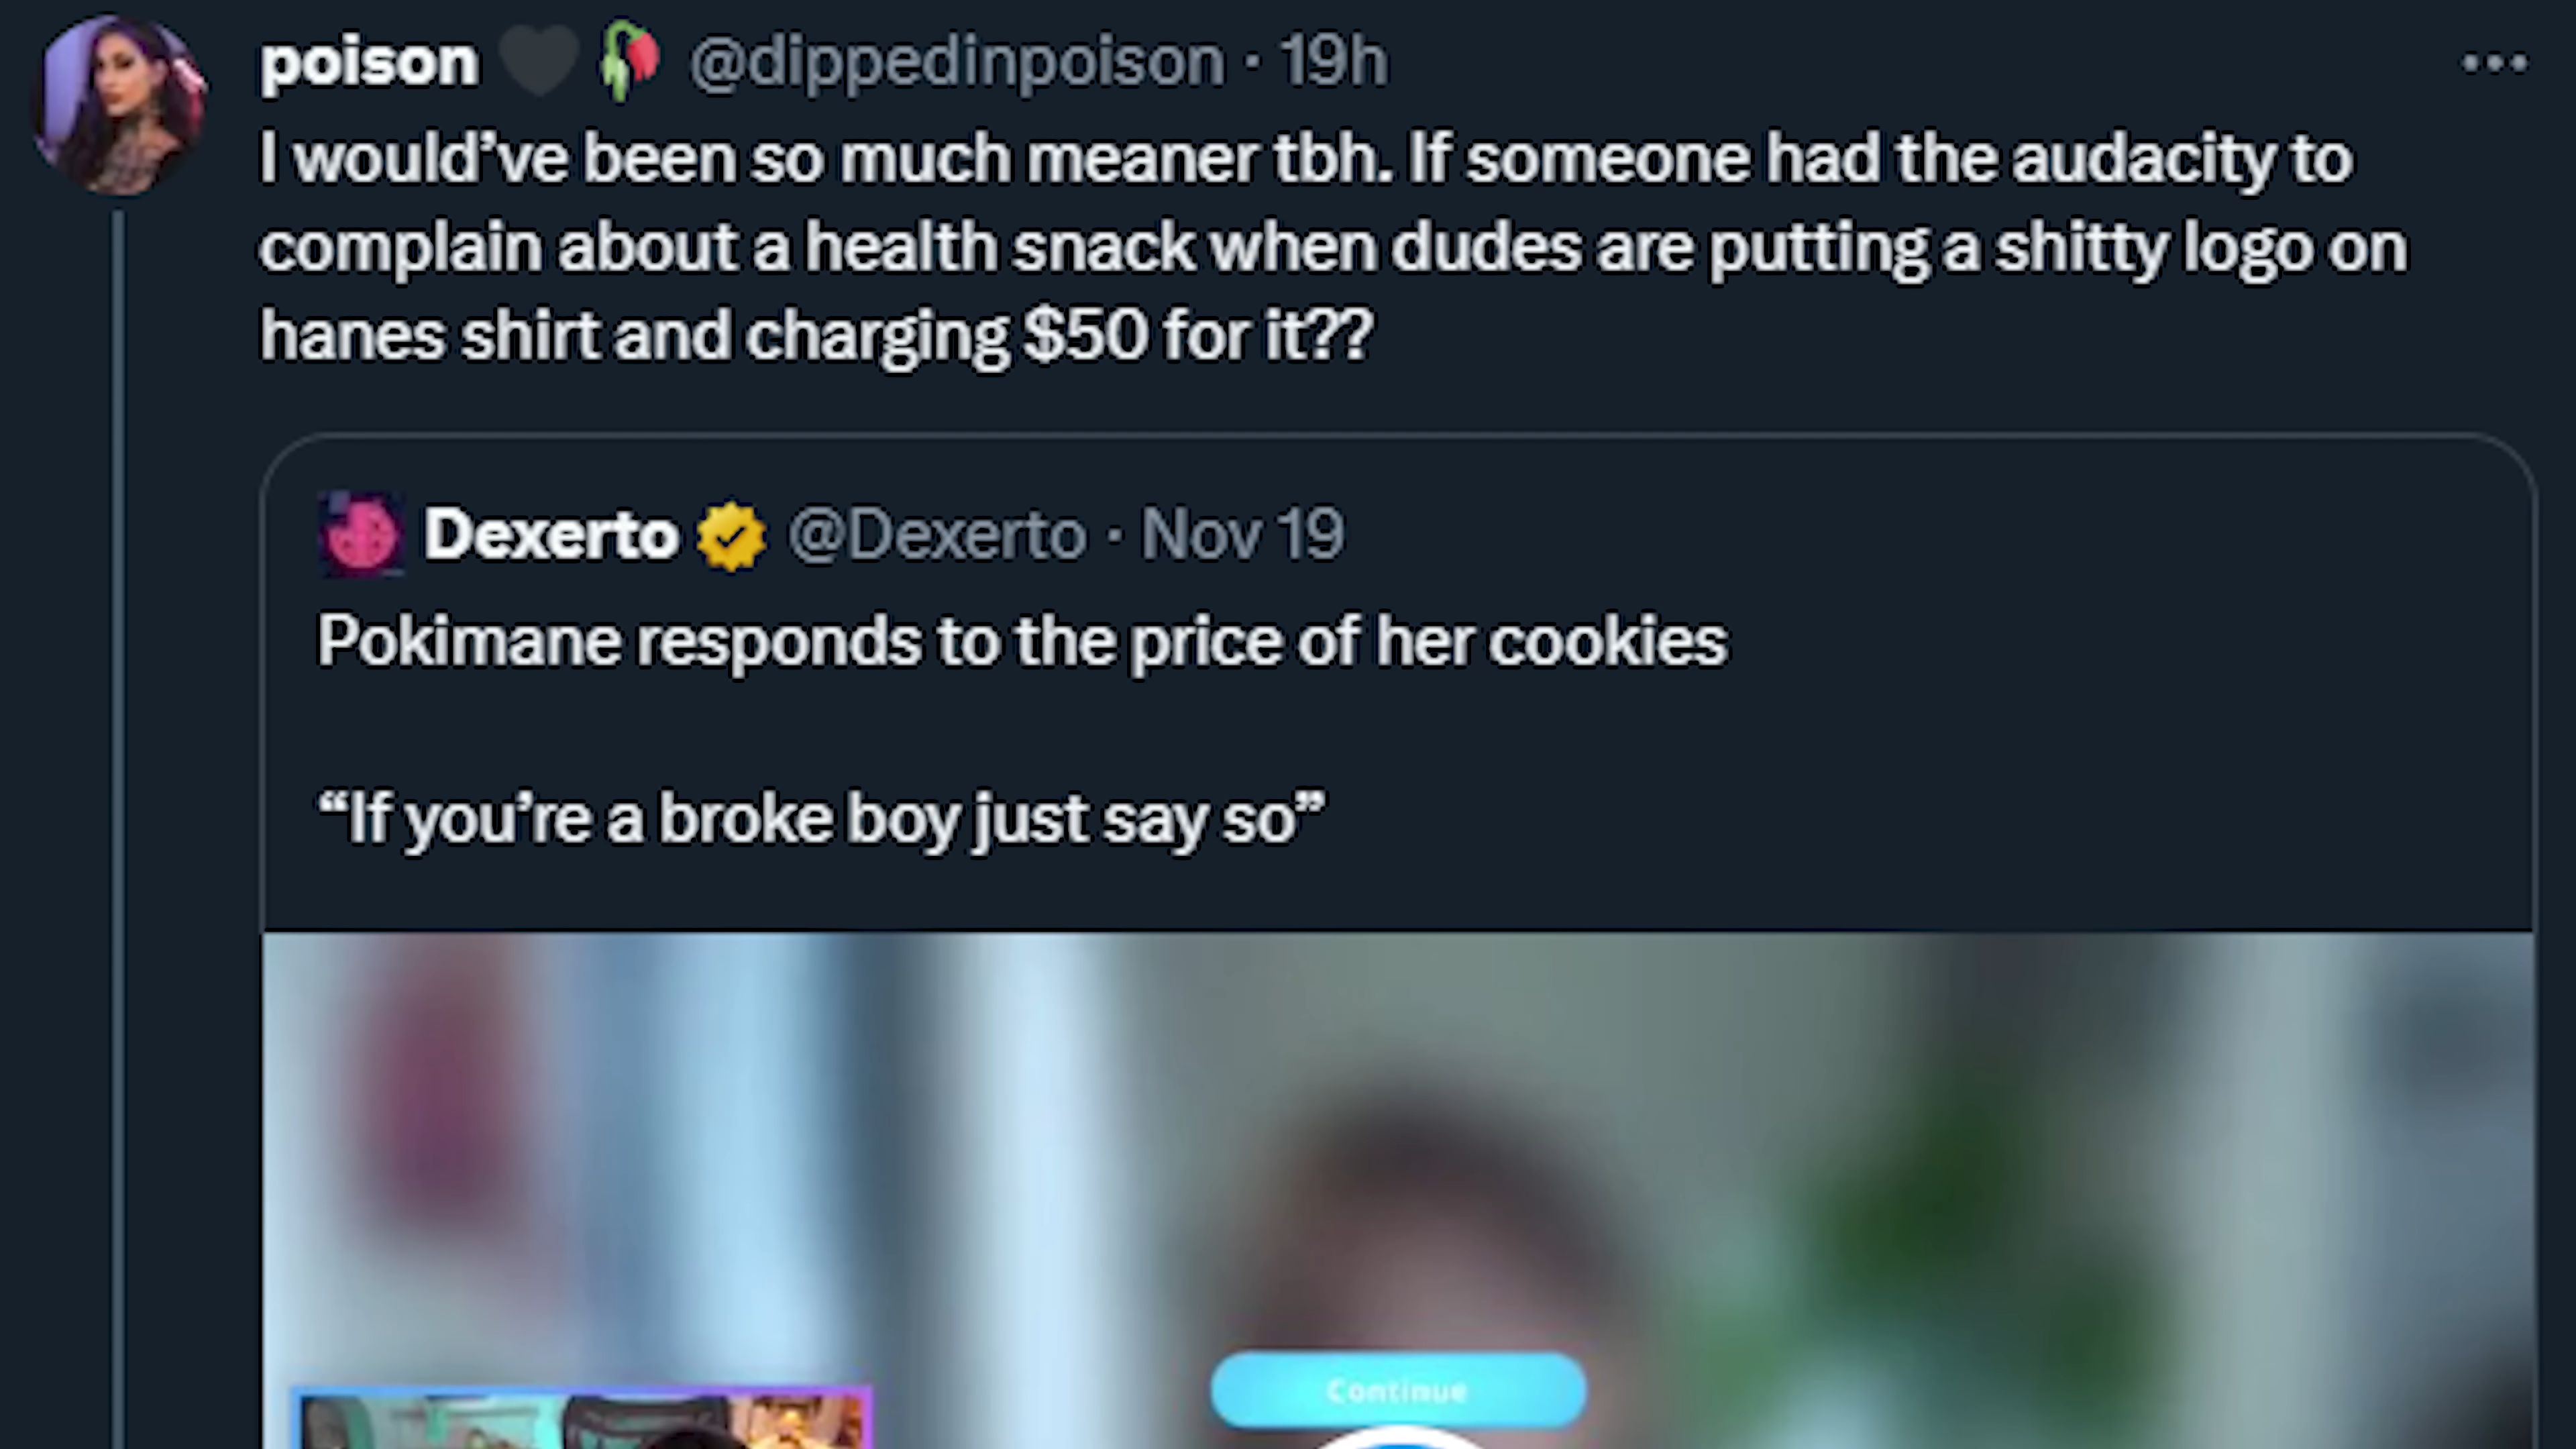 poison 🖤🥀 @dippedinpoison · 19h
I would’ve been so much meaner tbh. If someone had the audacity to
complain about a health snack when dudes are putting a shitty logo on
hanes shirt and charging $50 for it??
Dexerto @Dexerto · Nov 19
Pokimane responds to the price of her cookies
“If you’re a broke boy just say so”
Continue